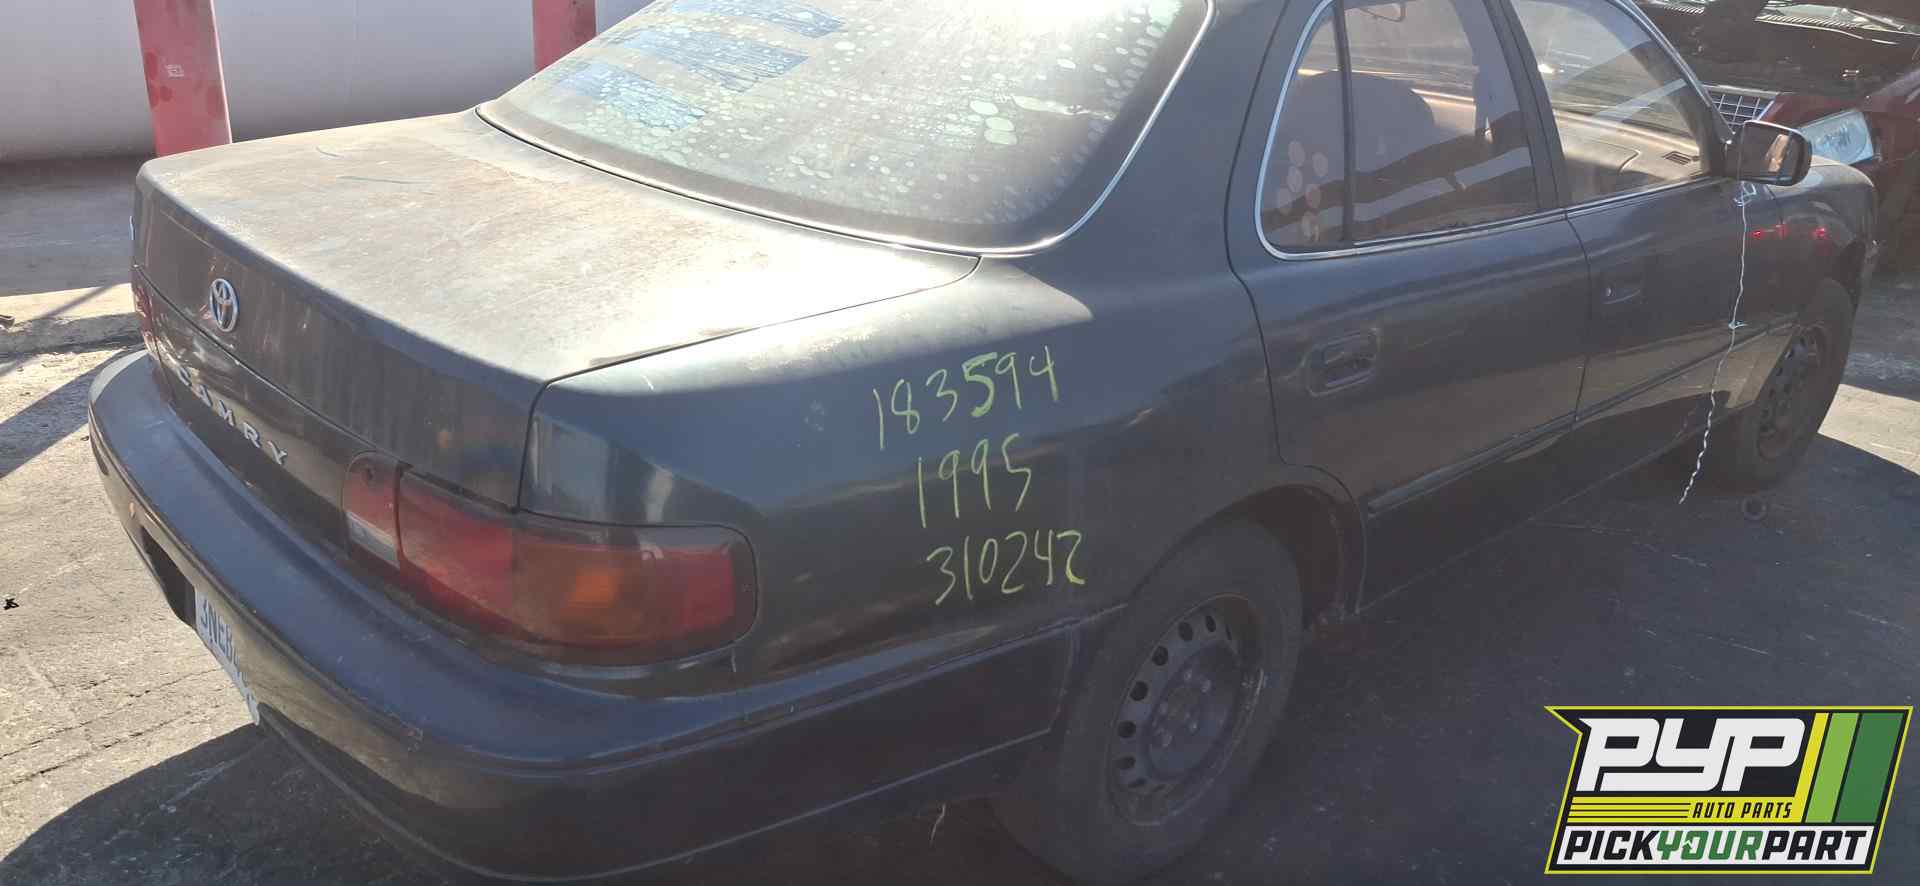 CAMRY
183594
1995
310242
PYP
AUTO PARTS
PICKYOURPART